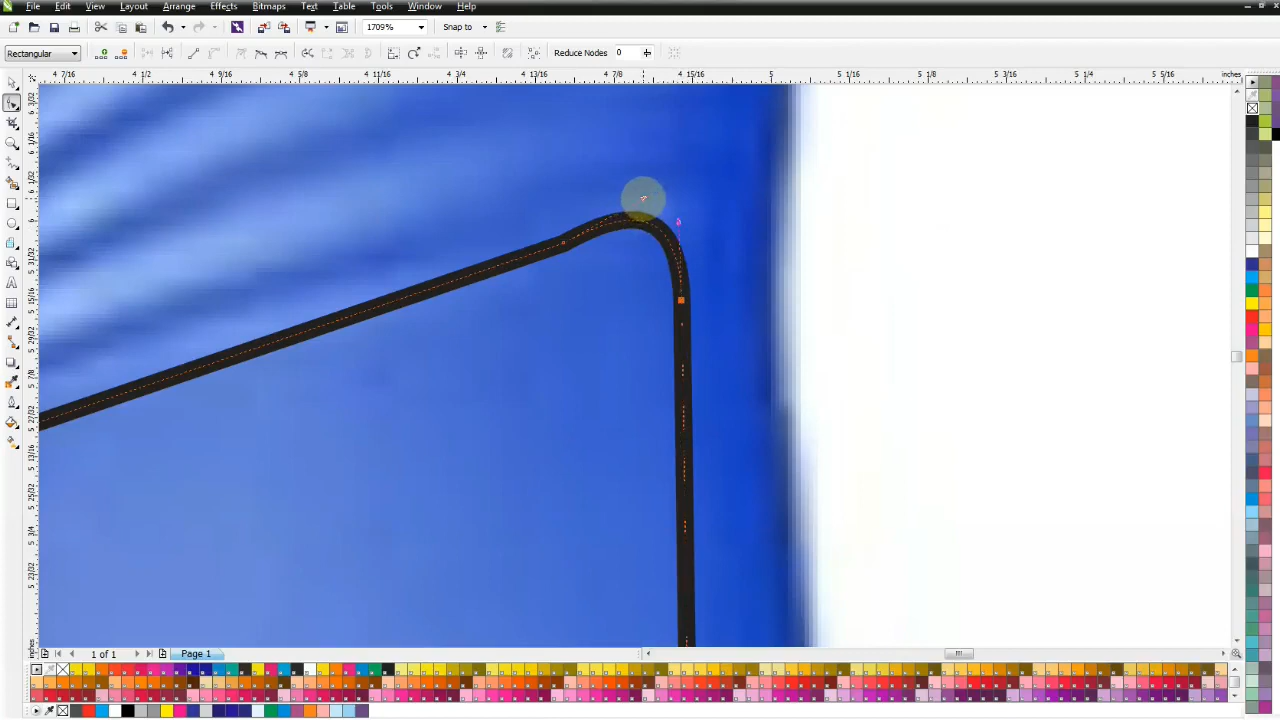 File Edit View Layout Arrange Effects Bitmaps Text Table Tools Window Help
1709% Snap to
Rectangular Reduce Nodes 0
4 7/16 4 1/2 4 9/16 4 5/8 4 11/16 4 3/4 4 13/16 4 7/8 4 15/16 5 5 1/16 5 1/8 5 3/16 5 1/4 5 5/16 inches
1 of 1 Page 1